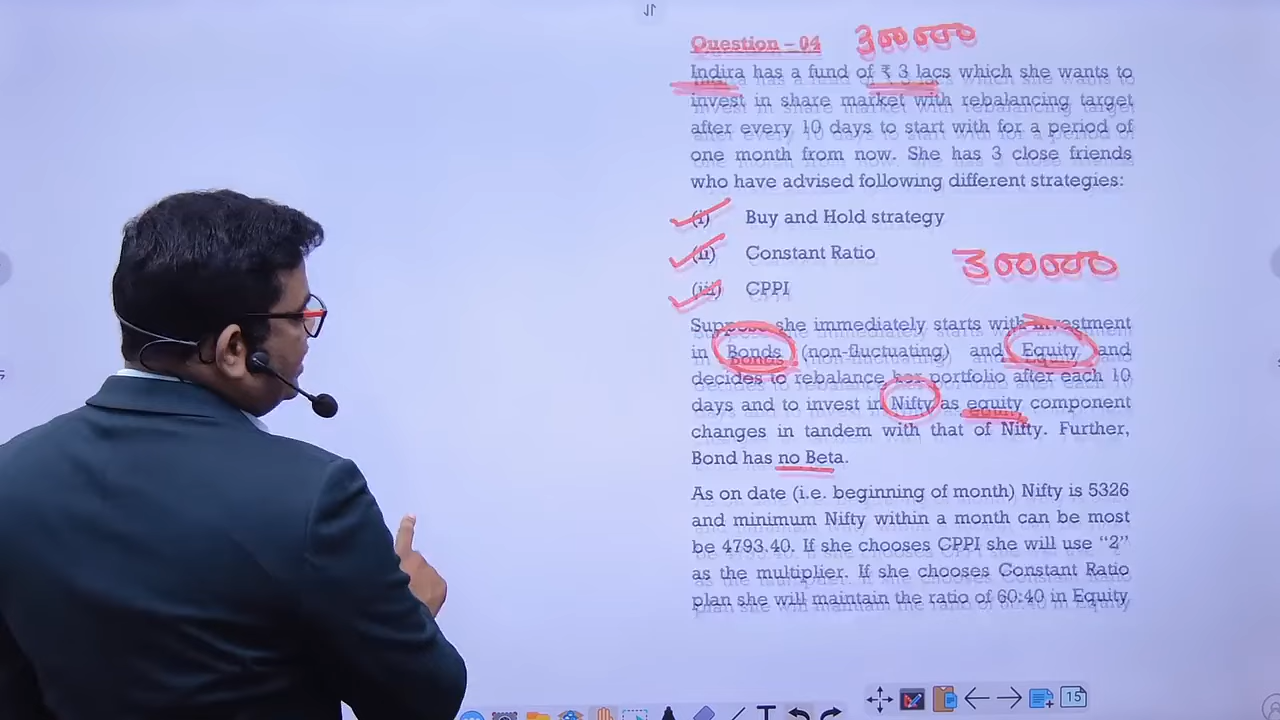 Question – 04 300000
Indira has a fund of ₹ 3 lacs which she wants to
invest in share market with rebalancing target
after every 10 days to start with for a period of
one month from now. She has 3 close friends
who have advised following different strategies:
(i) Buy and Hold strategy
(ii) Constant Ratio
300000
(iii) CPPI
Suppose she immediately starts with investment
in Bonds (non-fluctuating) and Equity and
decides to rebalance her portfolio after each 10
days and to invest in Nifty as equity component
changes in tandem with that of Nifty. Further,
Bond has no Beta.
As on date (i.e. beginning of month) Nifty is 5326
and minimum Nifty within a month can be most
be 4793.40. If she chooses CPPI she will use “2”
as the multiplier. If she chooses Constant Ratio
plan she will maintain the ratio of 60:40 in Equity
15